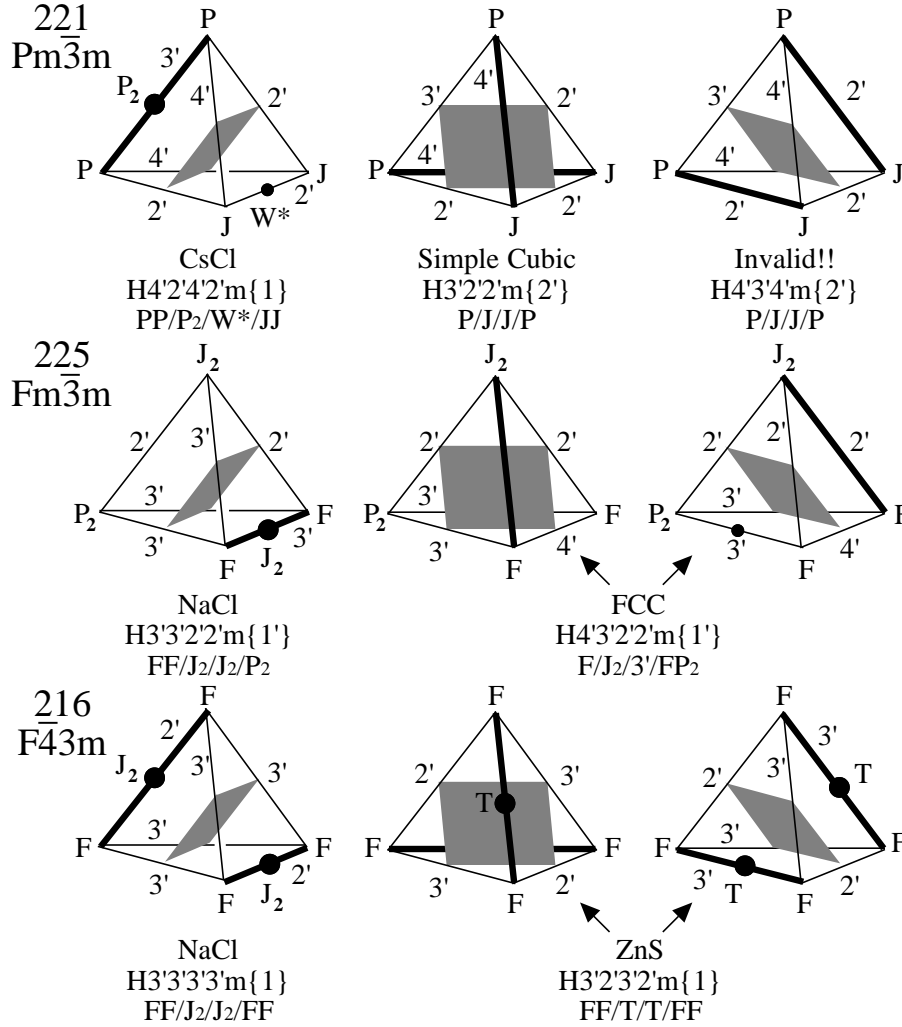 221
Pm3̅m
P
3'
P₂
4'
2'
P
4'
J
2'
2'
W*
J
CsCl
H4'2'4'2'm{1}
PP/P₂/W*/JJ
P
4'
3'
2'
P
4'
J
2'
2'
J
Simple Cubic
H3'2'2'm{2'}
P/J/J/P
P
3'
4'
2'
P
4'
J
2'
2'
J
Invalid!!
H4'3'4'm{2'}
P/J/J/P
225
Fm3̅m
J₂
2'
3'
2'
P₂
3'
F
3'
3'
J₂
F
NaCl
H3'3'2'2'm{1'}
FF/J₂/J₂/P₂
J₂
2'
2'
P₂
3'
F
3'
4'
F
J₂
2'
2'
2'
P₂
3'
F
3'
4'
F
FCC
H4'3'2'2'm{1'}
F/J₂/3'/FP₂
216
F4̅3m
F
2'
J₂
3'
3'
F
3'
F
3'
2'
J₂
F
NaCl
H3'3'3'3'm{1}
FF/J₂/J₂/FF
F
2'
3'
T
F
F
3'
2'
F
F
3'
2'
T
3'
F
F
3'
2'
T
F
ZnS
H3'2'3'2'm{1}
FF/T/T/FF